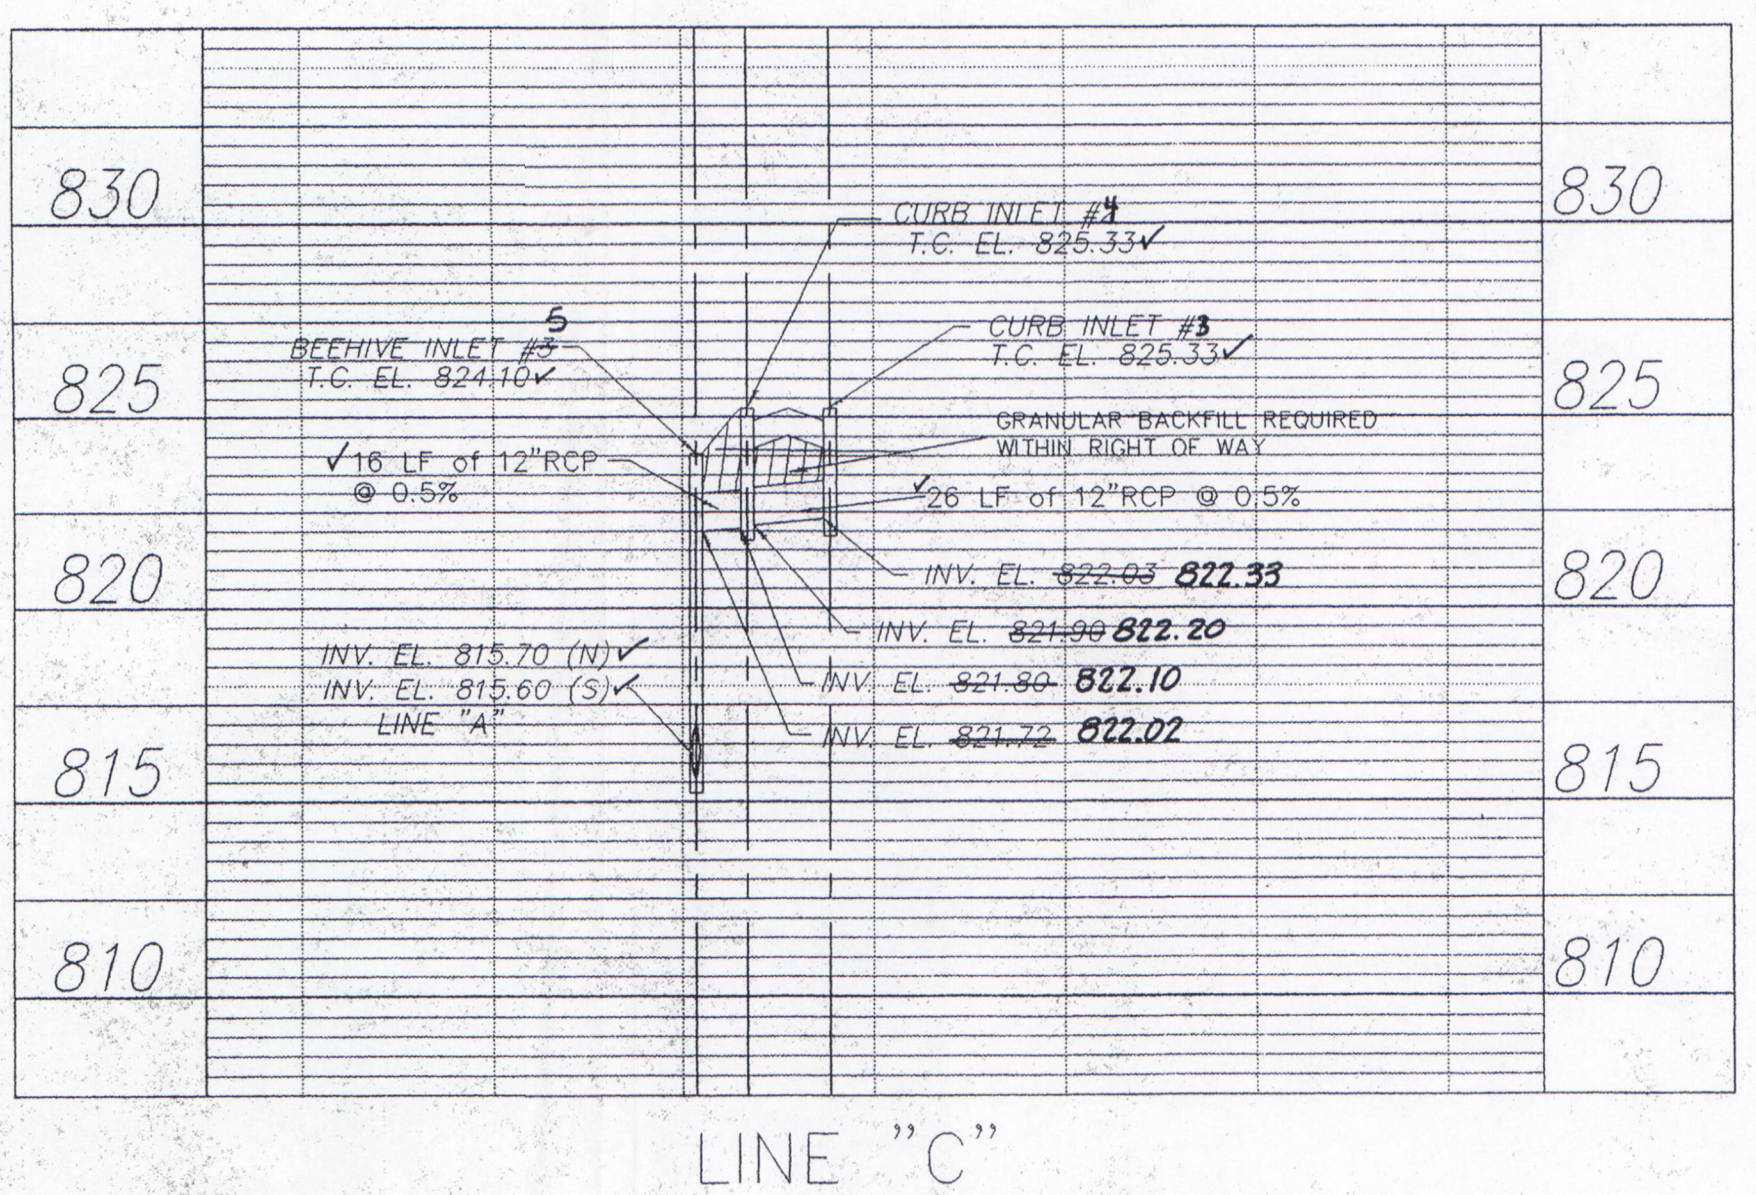 830
830
CURB INLET #4
T.C. EL. 825.33✓
5
BEEHIVE INLET #3
T.C. EL. 824.10✓
CURB INLET #3
T.C. EL. 825.33✓
825
825
GRANULAR BACKFILL REQUIRED
WITHIN RIGHT OF WAY
✓16 LF of 12"RCP
@ 0.5%
✓26 LF of 12"RCP @ 0.5%
820
820
INV. EL. 822.03 822.33
INV. EL. 821.90 822.20
INV. EL. 821.80 822.10
INV. EL. 821.72 822.02
INV. EL. 815.70 (N)✓
INV. EL. 815.60 (S)✓
LINE "A"
815
815
810
810
LINE "C"